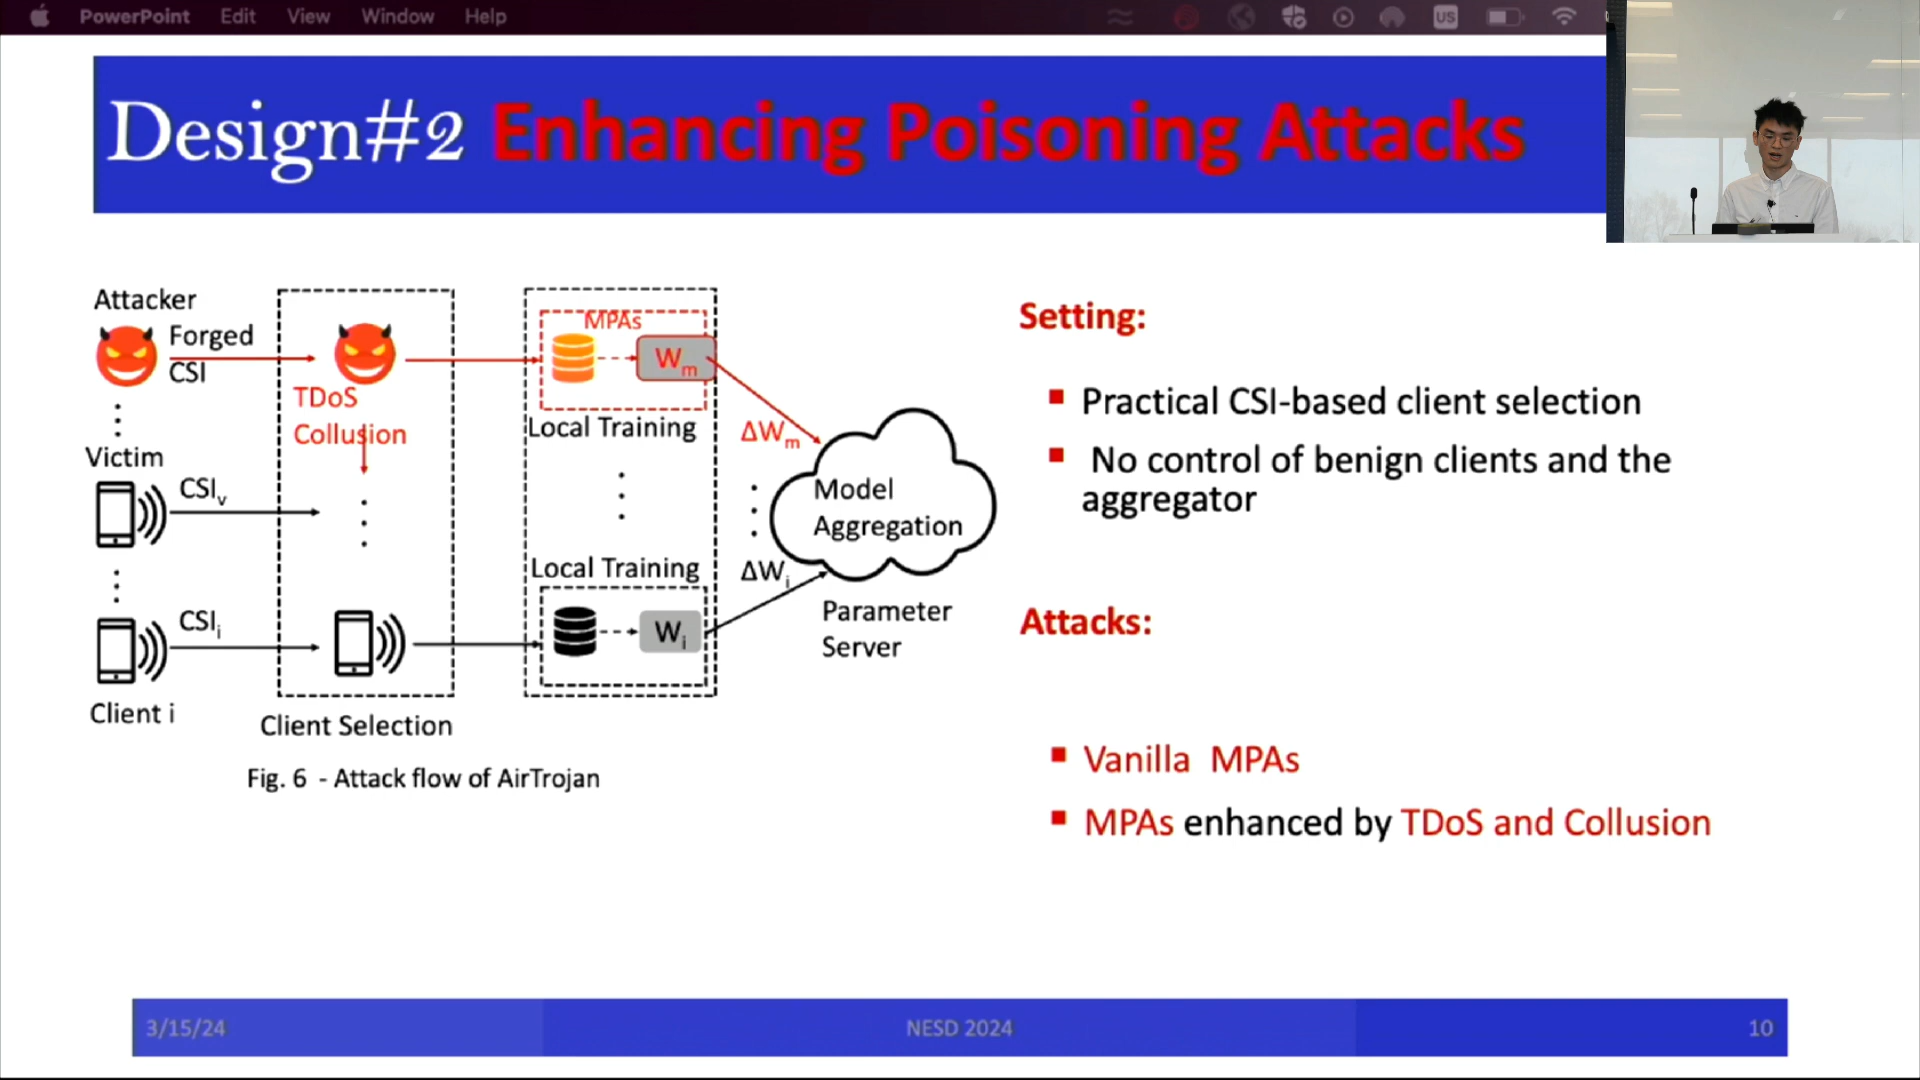 PowerPoint Edit View Window Help
US
Design#2 Enhancing Poisoning Attacks
Attacker
Forged
CSI
TDoS
Collusion
Victim
CSIv
CSIi
Client i
Client Selection
MPAs
Wm
Local Training
Local Training
Wi
ΔWm
ΔWi
Model
Aggregation
Parameter
Server
Fig. 6 - Attack flow of AirTrojan
Setting:
Practical CSI-based client selection
No control of benign clients and the
aggregator
Attacks:
Vanilla MPAs
MPAs enhanced by TDoS and Collusion
3/15/24
NESD 2024
10